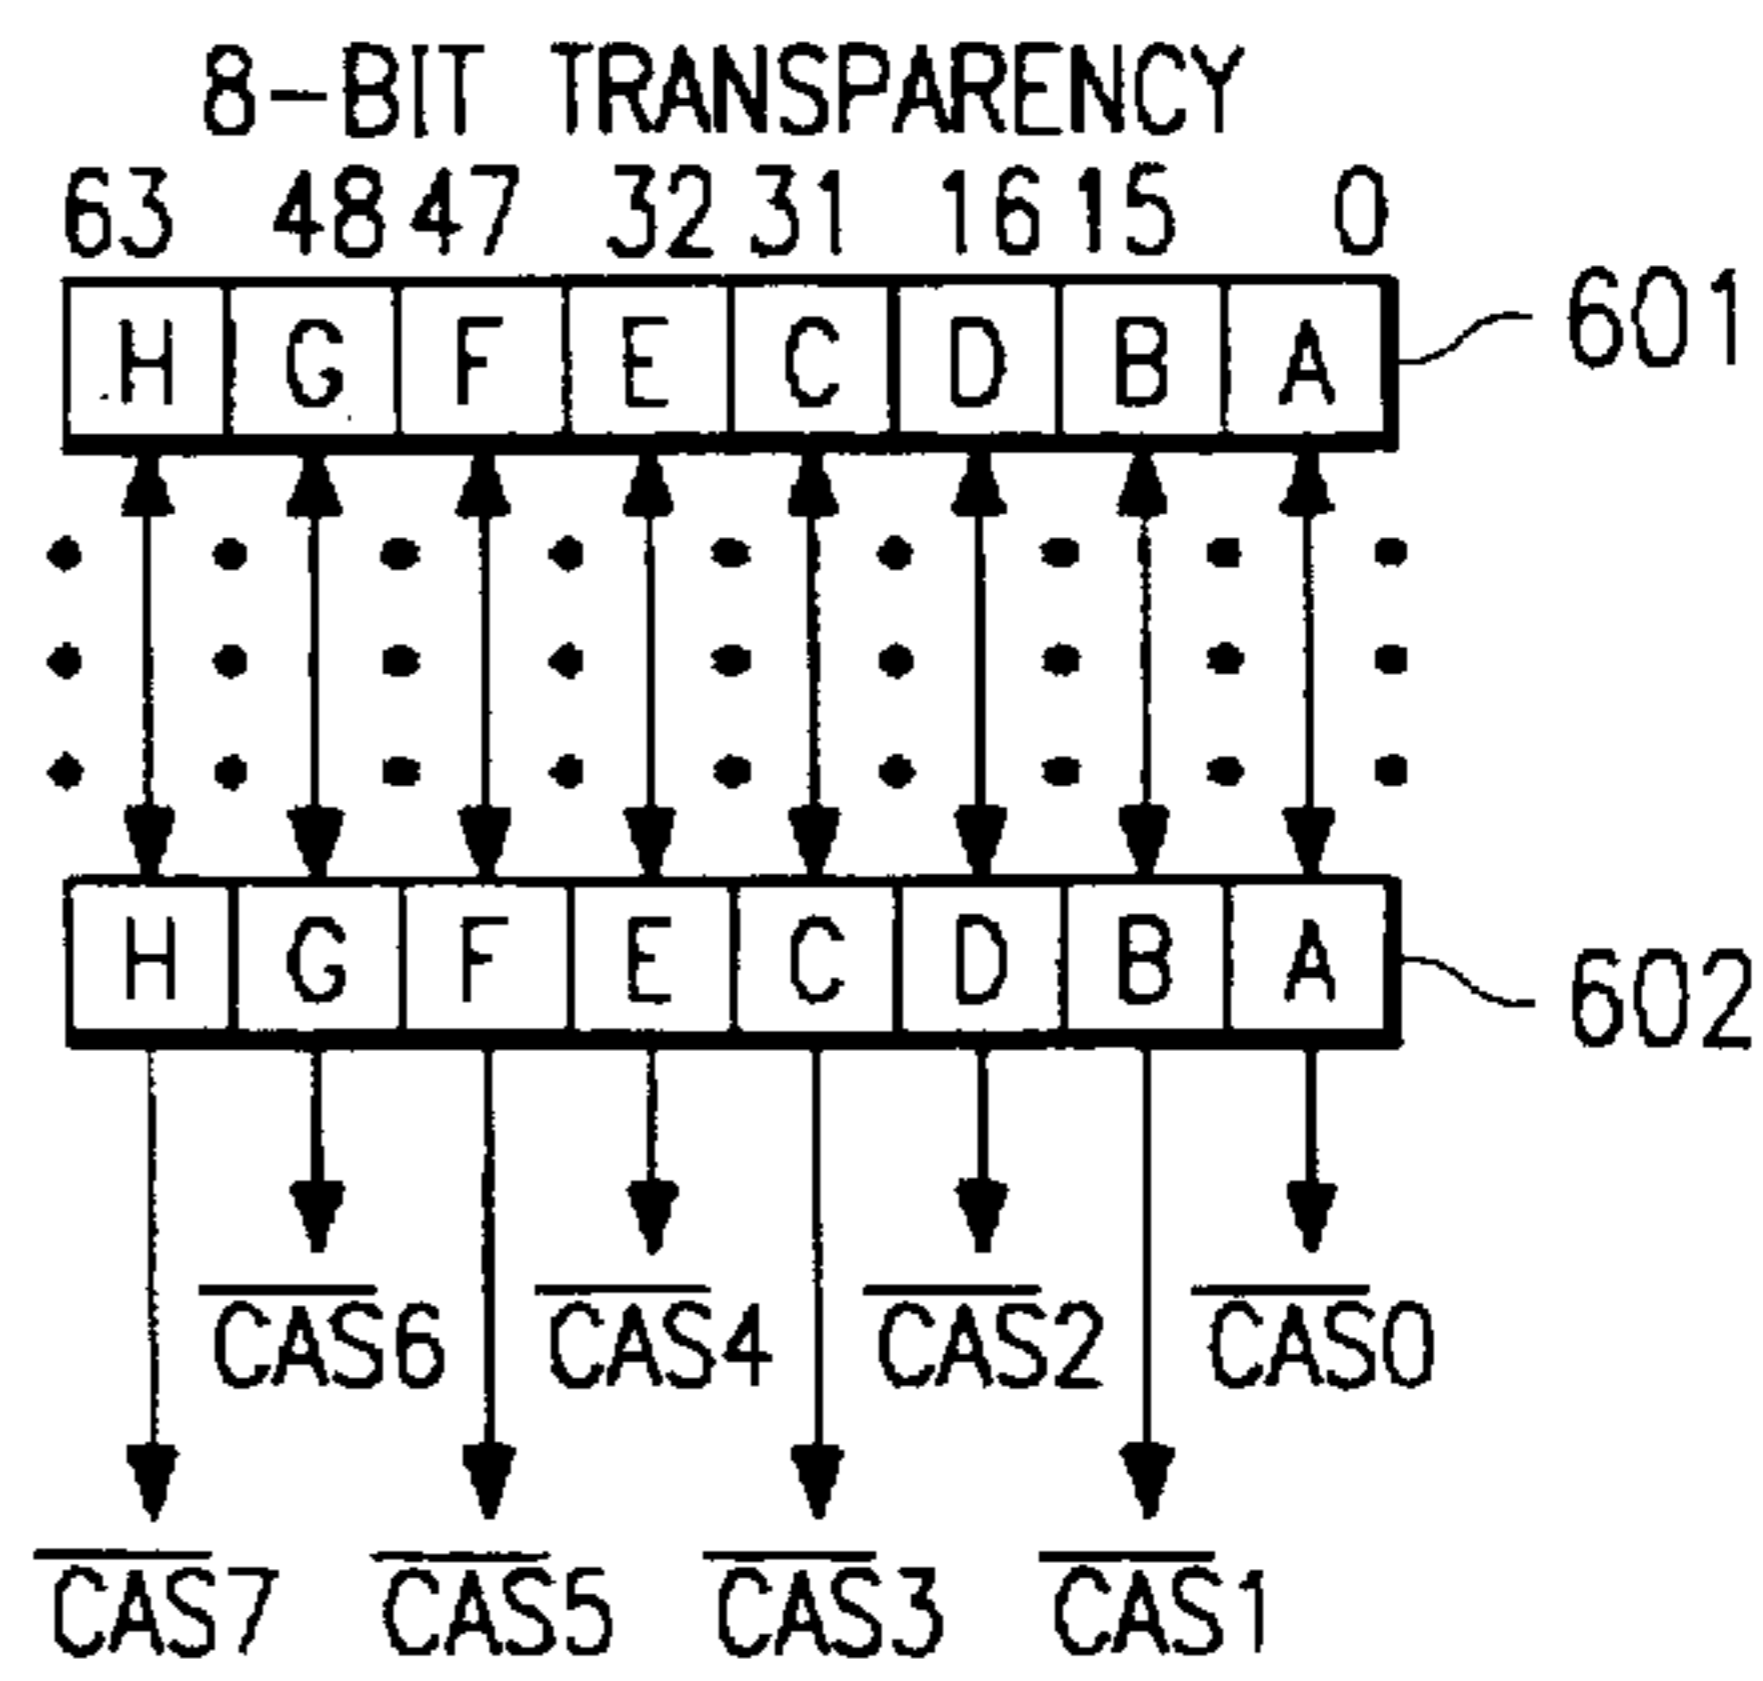 8-BIT TRANSPARENCY
63 48 47 32 31 16 15 0
H G F E C D B A 601
H G F E C D B A 602
CAS6 CAS4 CAS2 CAS0
CAS7 CAS5 CAS3 CAS1